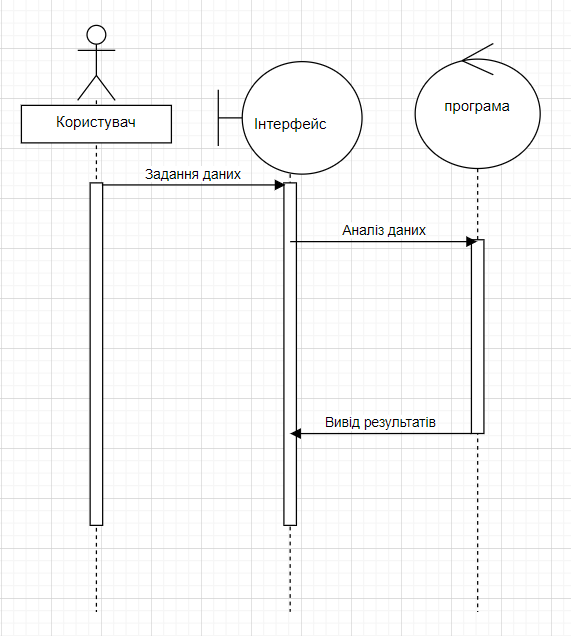 Користувач
Інтерфейс
програма
Задання даних
Аналіз даних
Вивід результатів